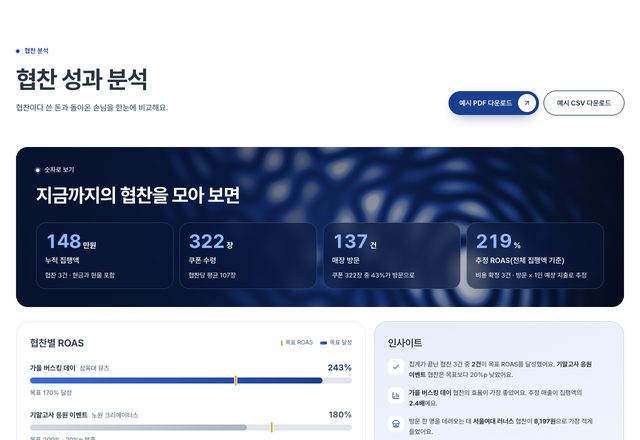 협찬 분석
협찬 성과 분석
협찬마다 쓴 돈과 돌아온 손님을 한눈에 비교해요.
예시 PDF 다운로드
예시 CSV 다운로드
숫자로 보기
지금까지의 협찬을 모아 보면
148만원
누적 집행액
협찬 3건 · 현금과 현물 포함
322장
쿠폰 수령
협찬당 평균 107장
137건
매장 방문
쿠폰 322장 중 43%가 방문으로
219%
추정 ROAS(전체 집행액 기준)
비용 확정 3건 · 방문 × 1인 예상 지출로 추정
협찬별 ROAS
목표 ROAS
목표 달성
가을 버스킹 데이 삼육대 뮤즈
243%
목표 170% 달성
기말고사 응원 이벤트 노원 크리에이터스
180%
목표 200% · 20%p 부족
인사이트
집계가 끝난 협찬 3건 중 2건이 목표 ROAS를 달성했어요. 기말고사 응원
이벤트 협찬은 목표보다 20%p 낮았어요.
가을 버스킹 데이 협찬의 효율이 가장 좋았어요. 추정 매출이 집행액의
2.4배예요.
방문 한 명을 데려오는 데 서울여대 러너스 협찬이 8,197원으로 가장 적게
들었어요.